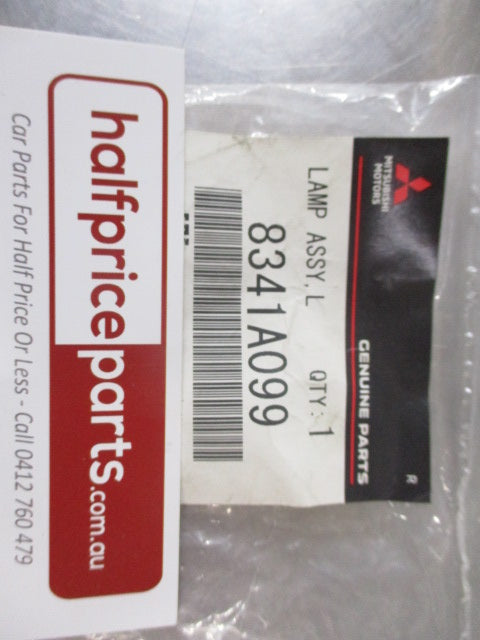 MITSUBISHI
MOTORS
GENUINE PARTS
R
LAMP ASSY, L QTY: 1
8341A099
halfpriceparts.com.au
Car Parts For Half Price Or Less - Call 0412 760 479